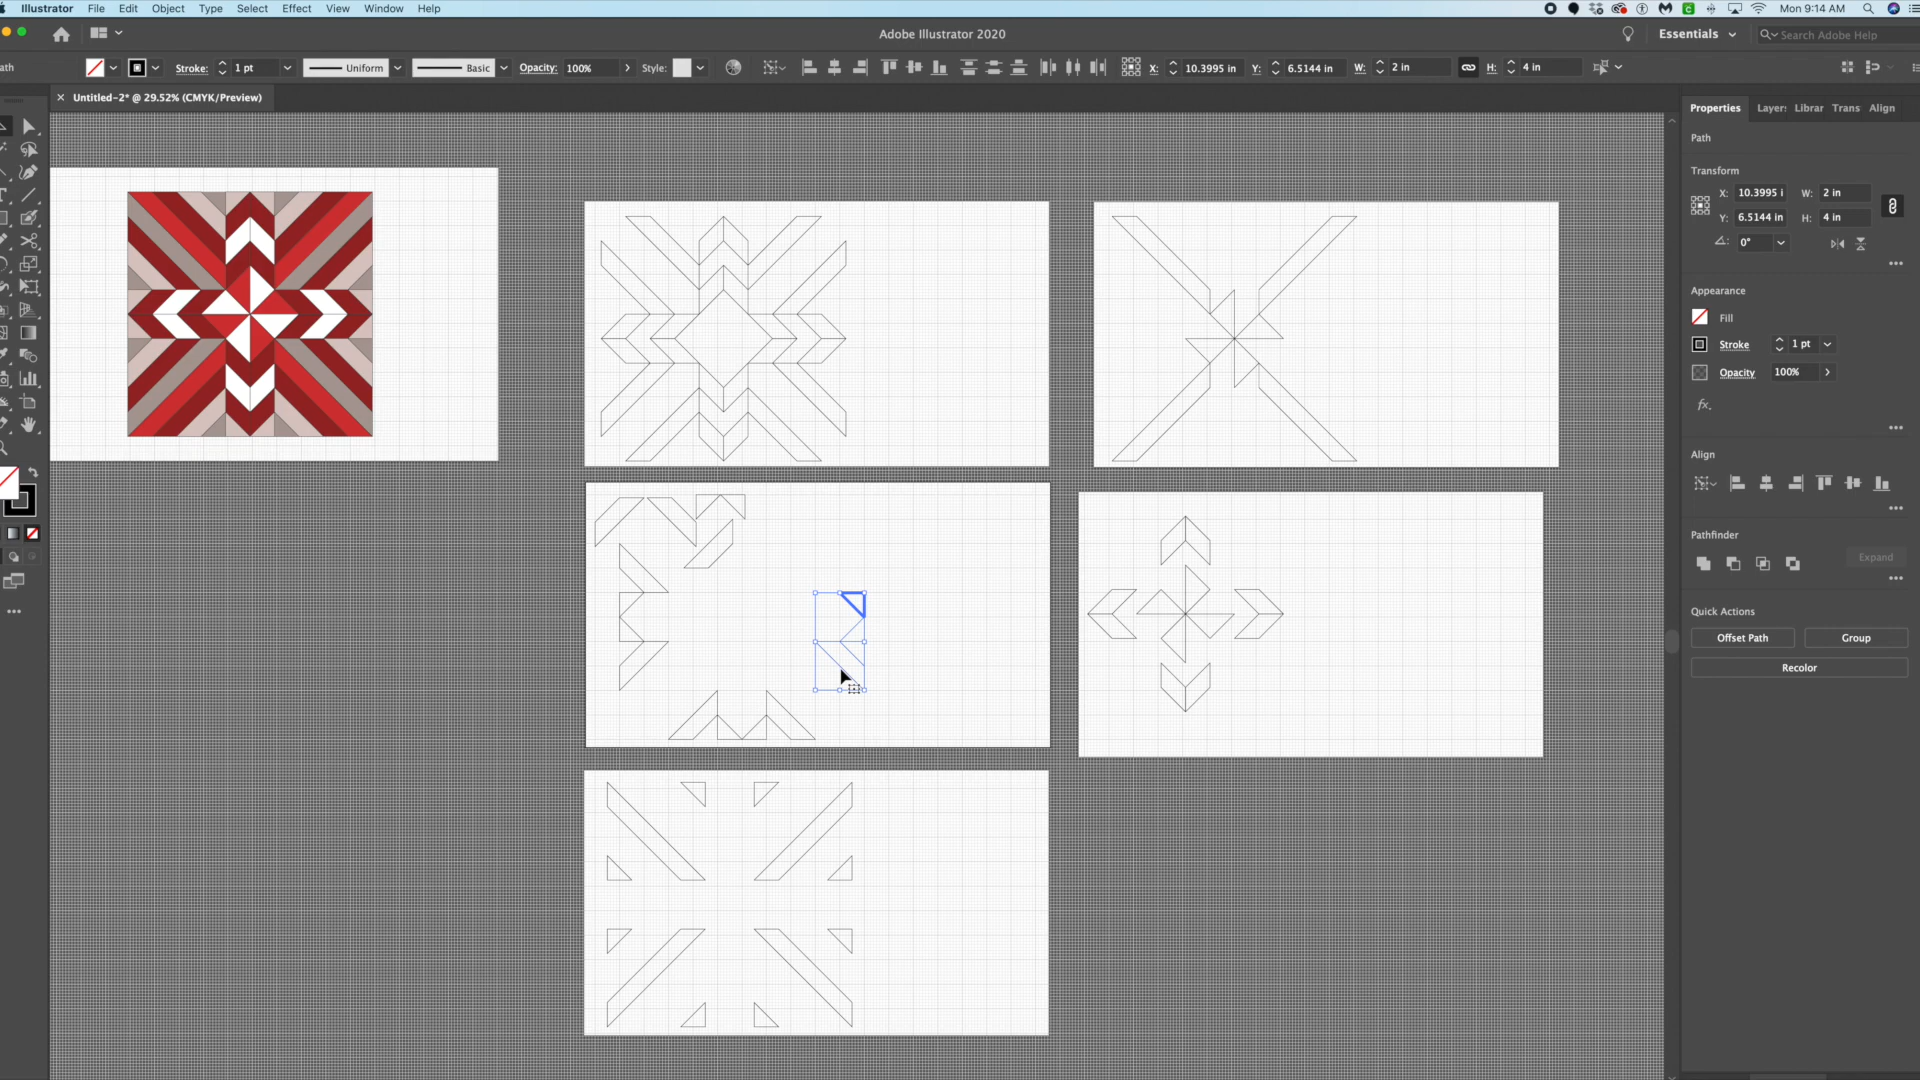 Illustrator File Edit Object Type Select Effect View Window Help Mon 9:14 AM
Adobe Illustrator 2020 Essentials Search Adobe Help
ath Stroke: 1 pt Uniform Basic Opacity: 100% Style: X: 10.3995 in Y: 6.5144 in W: 2 in H: 4 in
Untitled-2* @ 29.52% (CMYK/Preview)
Properties Layer: Librar Trans Align
Path
Transform
X: 10.3995 i W: 2 in
Y: 6.5144 in H: 4 in
0°
Appearance
Fill
Stroke 1 pt
Opacity 100%
fx.
Align
Pathfinder
Expand
Quick Actions
Offset Path Group
Recolor